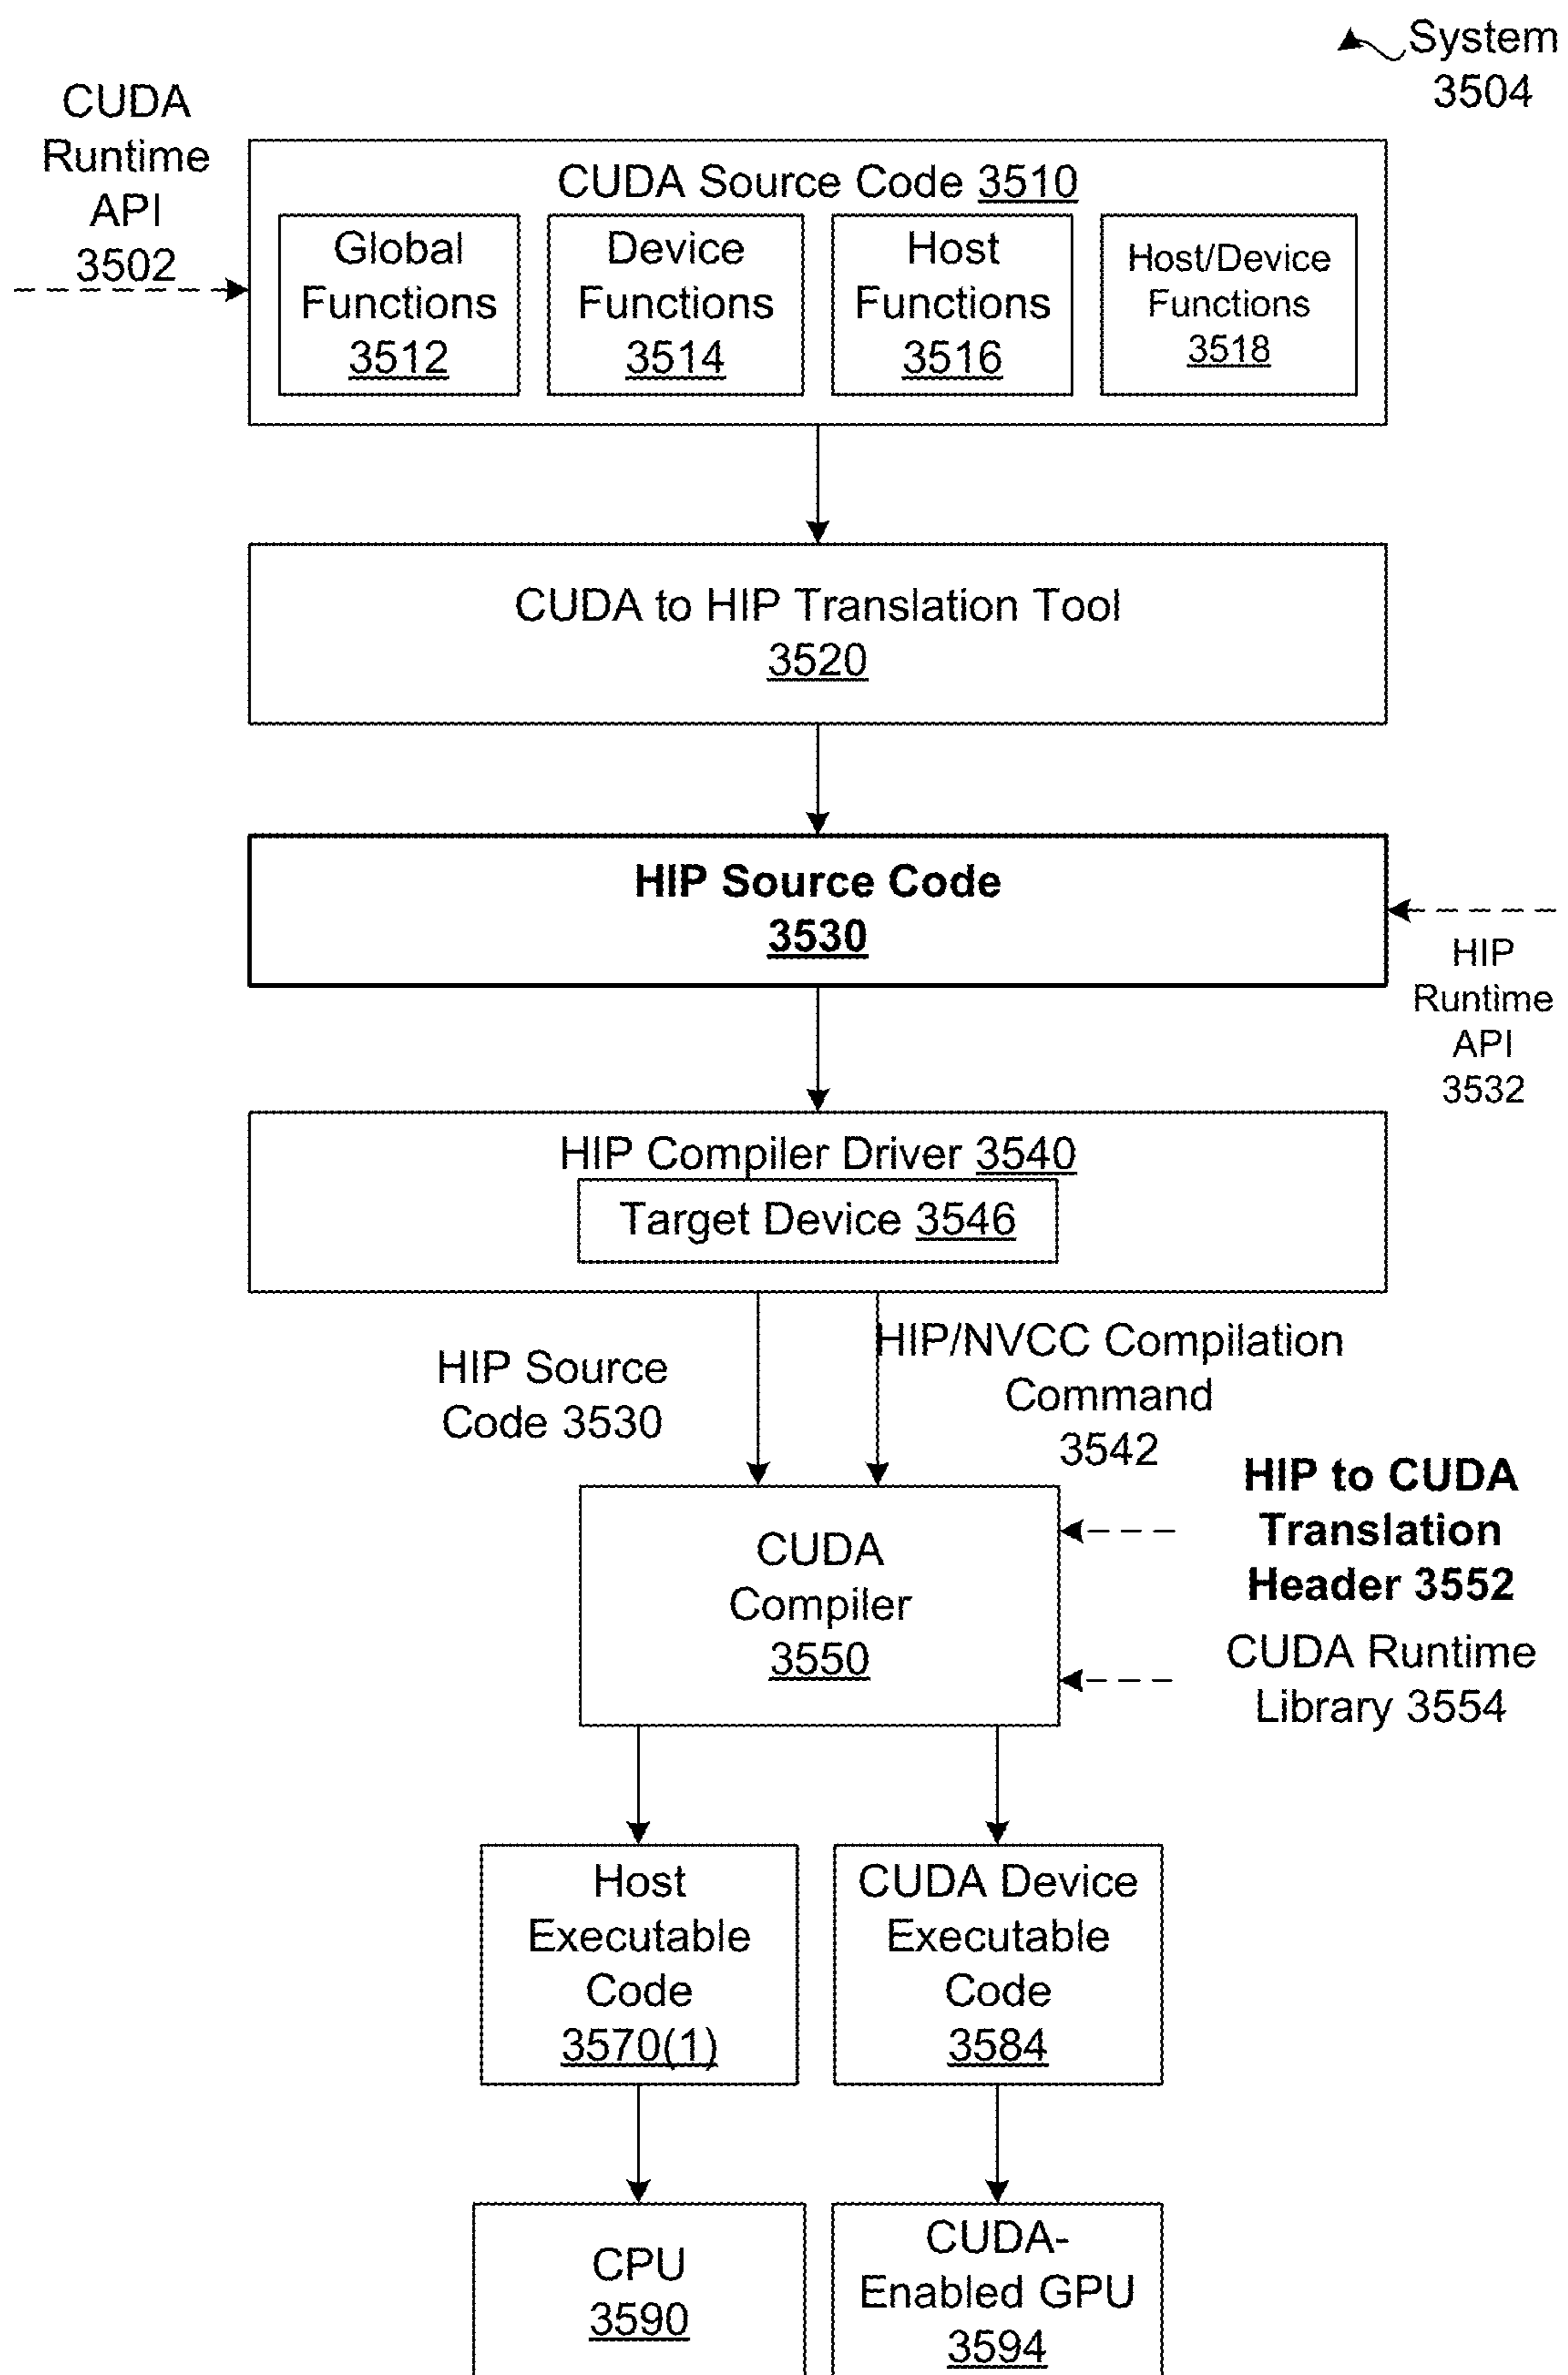 System
3504
CUDA
Runtime
API
3502
CUDA Source Code 3510
Global
Functions
3512
Device
Functions
3514
Host
Functions
3516
Host/Device
Functions
3518
CUDA to HIP Translation Tool
3520
HIP Source Code
3530
HIP
Runtime
API
3532
HIP Compiler Driver 3540
Target Device 3546
HIP Source
Code 3530
HIP/NVCC Compilation
Command
3542
HIP to CUDA
Translation
Header 3552
CUDA Runtime
Library 3554
CUDA
Compiler
3550
Host
Executable
Code
3570(1)
CUDA Device
Executable
Code
3584
CPU
3590
CUDA-
Enabled GPU
3594